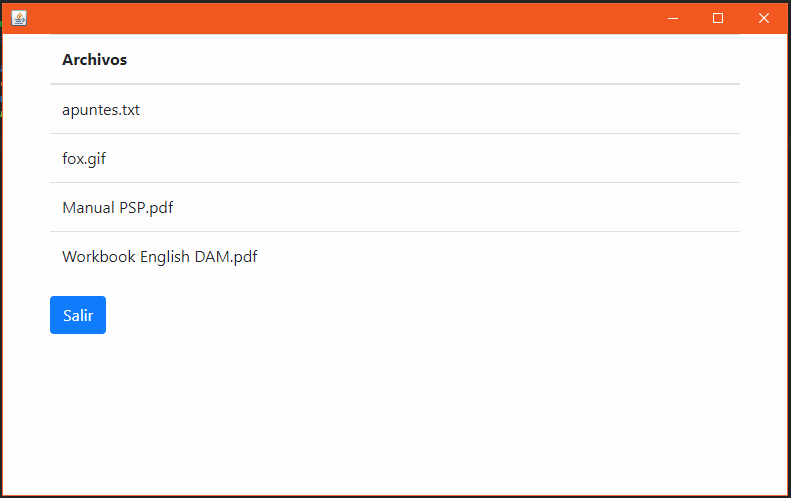 Archivos
apuntes.txt
fox.gif
Manual PSP.pdf
Workbook English DAM.pdf
Salir